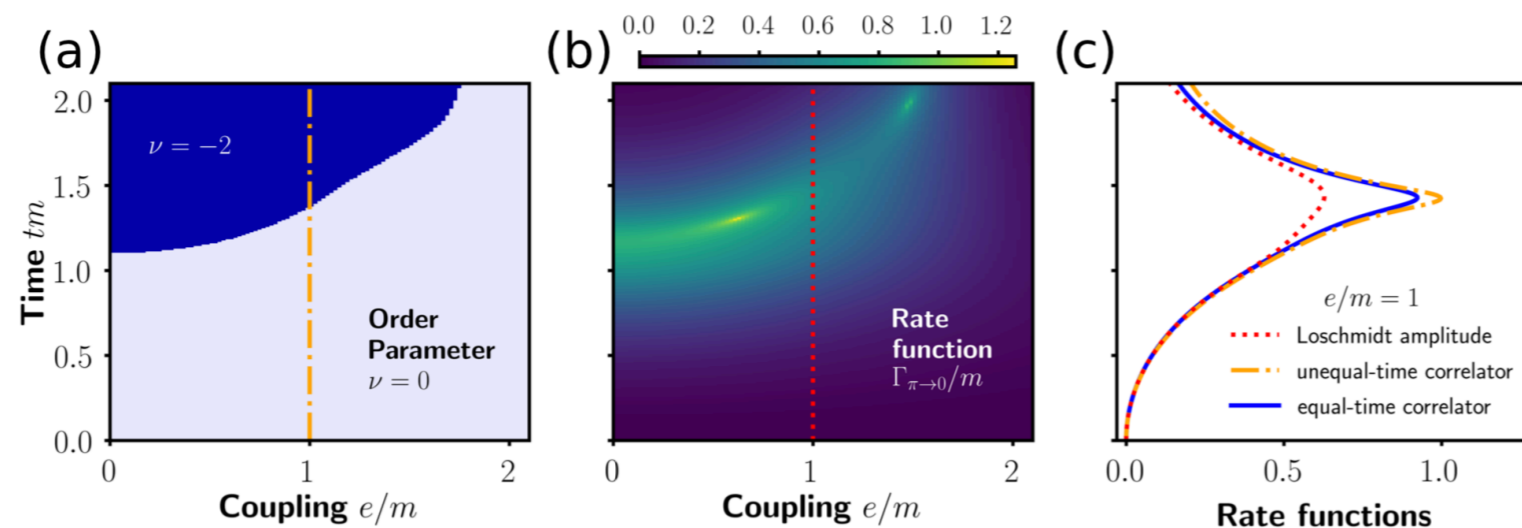 (a)
ν = −2
Order
Parameter
ν = 0
Time tm
2.0
1.5
1.0
0.5
0.0
0
1
2
Coupling e/m
(b)
0.0 0.2 0.4 0.6 0.8 1.0 1.2
Rate
function
Γπ→0/m
0
1
2
Coupling e/m
(c)
e/m = 1
Loschmidt amplitude
unequal-time correlator
equal-time correlator
0.0 0.5 1.0
Rate functions